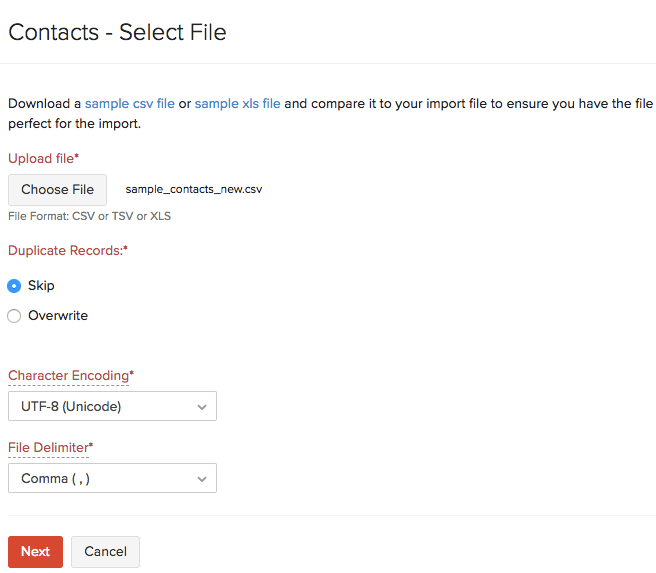 Contacts - Select File
Download a sample csv file or sample xls file and compare it to your import file to ensure you have the file
perfect for the import.
Upload file*
Choose File sample_contacts_new.csv
File Format: CSV or TSV or XLS
Duplicate Records:*
Skip
Overwrite
Character Encoding*
UTF-8 (Unicode)
File Delimiter*
Comma ( , )
Next Cancel